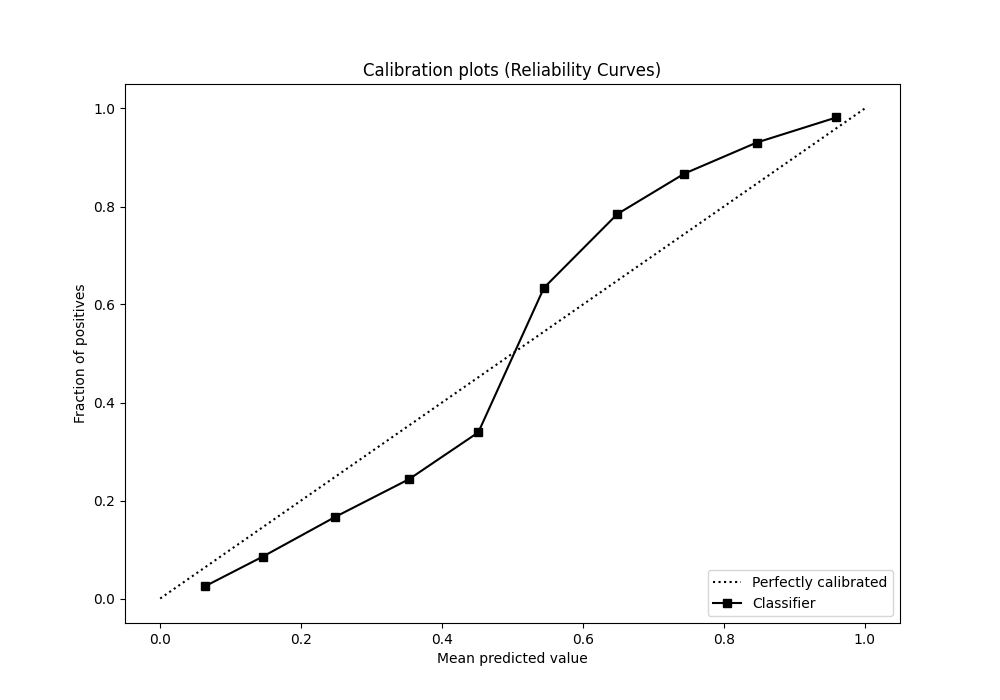 Calibration plots (Reliability Curves)
1.0
0.8
0.6
0.4
0.2
0.0
Fraction of positives
Perfectly calibrated
Classifier
0.0 0.2 0.4 0.6 0.8 1.0
Mean predicted value